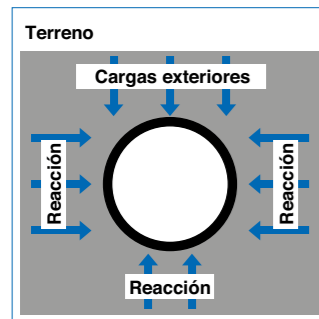 Terreno
Cargas exteriores
Reacción
Reacción
Reacción